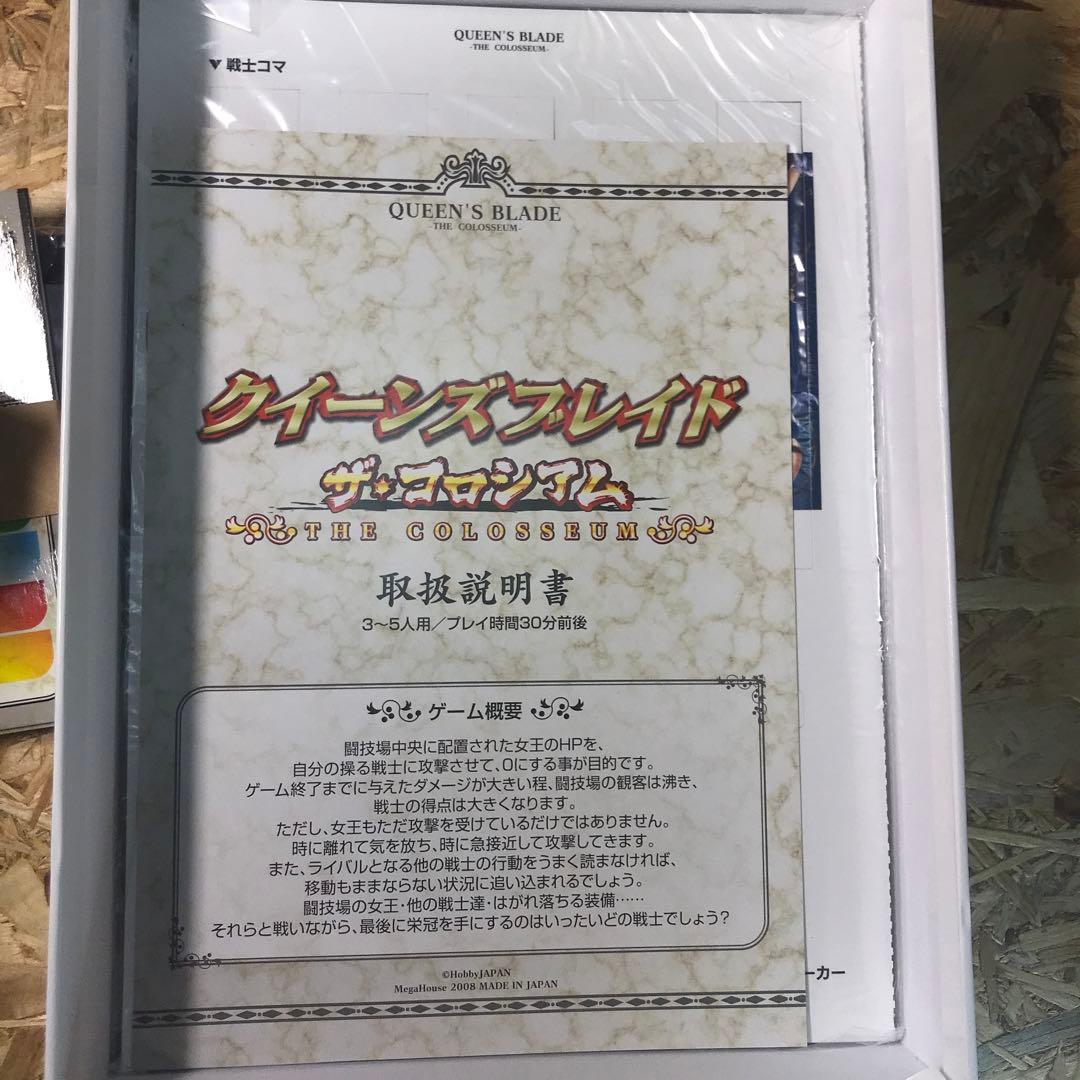 QUEEN'S BLADE
-THE COLOSSEUM-
▼戦士コマ
QUEEN'S BLADE
-THE COLOSSEUM-
クイーンズブレイド
ザ・コロシアム
THE COLOSSEUM
取扱説明書
3〜5人用／プレイ時間30分前後
ゲーム概要
闘技場中央に配置された女王のHPを、
自分の操る戦士に攻撃させて、0にする事が目的です。
ゲーム終了までに与えたダメージが大きい程、闘技場の観客は沸き、
戦士の得点は大きくなります。
ただし、女王もただ攻撃を受けているだけではありません。
時に離れて気を放ち、時に急接近して攻撃してきます。
また、ライバルとなる他の戦士の行動をうまく読まなければ、
移動もままならない状況に追い込まれるでしょう。
闘技場の女王・他の戦士達・はがれ落ちる装備……
それらと戦いながら、最後に栄冠を手にするのはいったいどの戦士でしょう？
©HobbyJAPAN
MegaHouse 2008 MADE IN JAPAN
ーカー